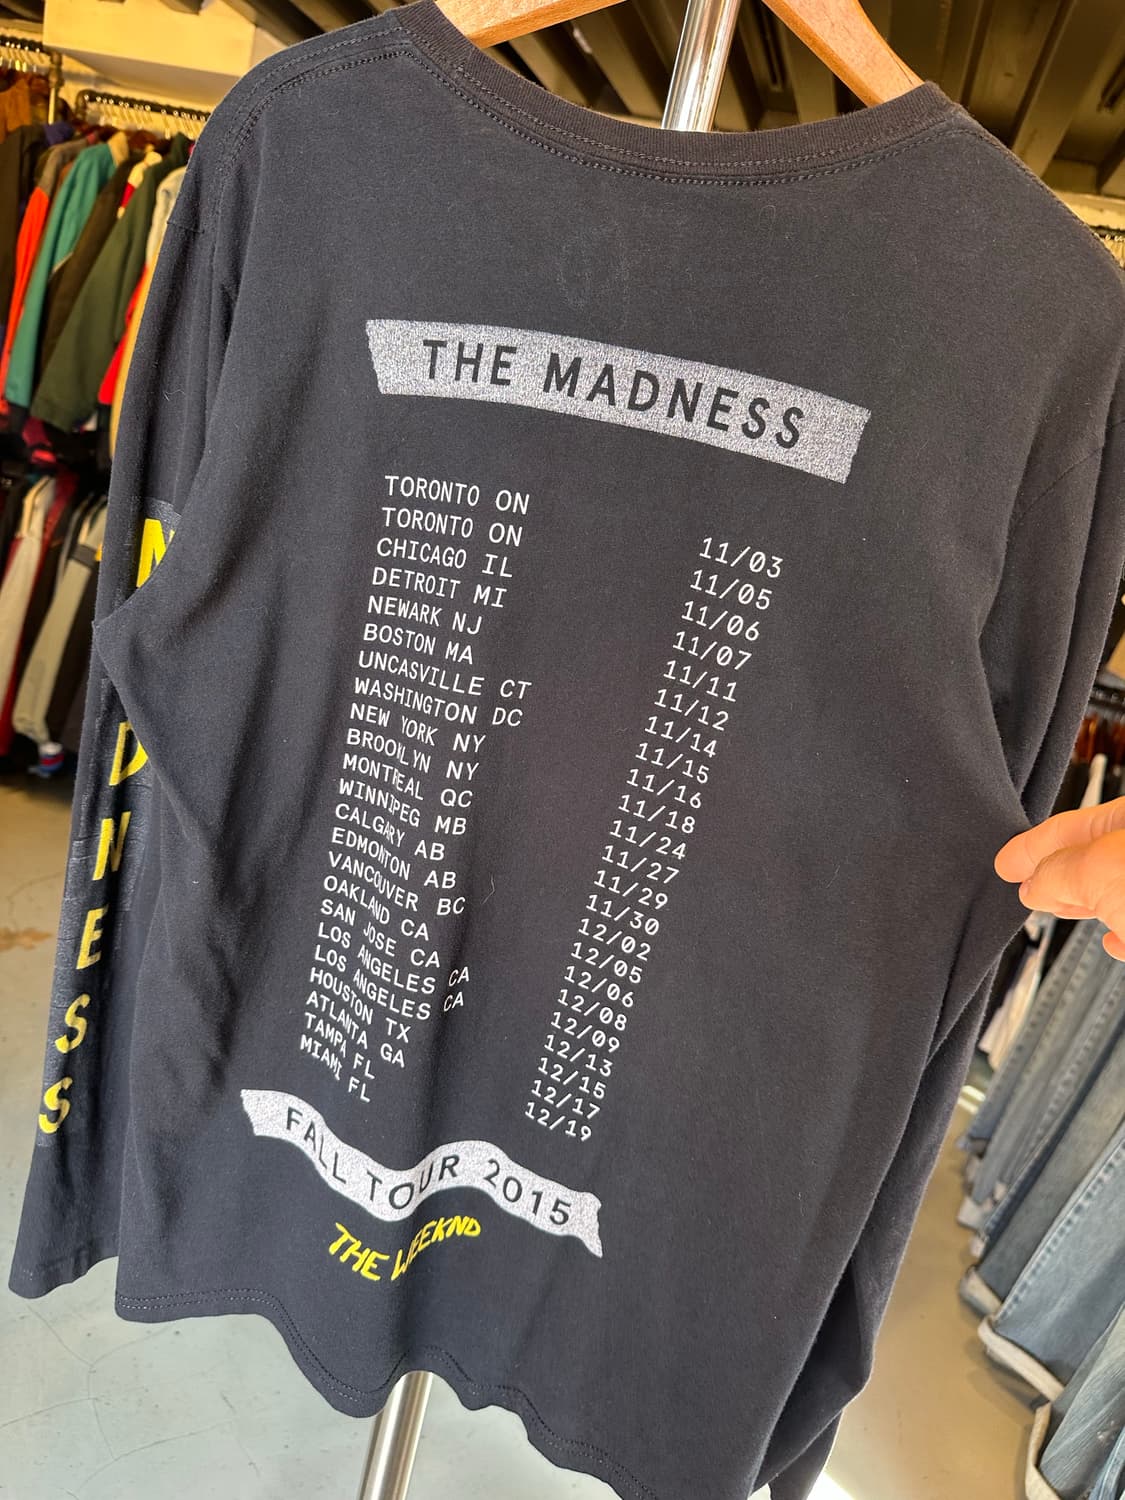 THE MADNESS
TORONTO ON 11/03
TORONTO ON 11/05
CHICAGO IL 11/06
DETROIT MI 11/07
NEWARK NJ 11/11
BOSTON MA 11/12
UNCASVILLE CT 11/14
WASHINGTON DC 11/15
NEW YORK NY 11/16
BROOKLYN NY 11/18
MONTREAL QC 11/24
WINNIPEG MB 11/27
CALGARY AB 11/29
EDMONTON AB 11/30
VANCOUVER BC 12/02
OAKLAND CA 12/05
SAN JOSE CA 12/06
LOS ANGELES CA 12/08
LOS ANGELES CA 12/09
HOUSTON TX 12/13
ATLANTA GA 12/15
TAMPA FL 12/17
MIAMI FL 12/19
FALL TOUR 2015
THE WEEKND
DNESS